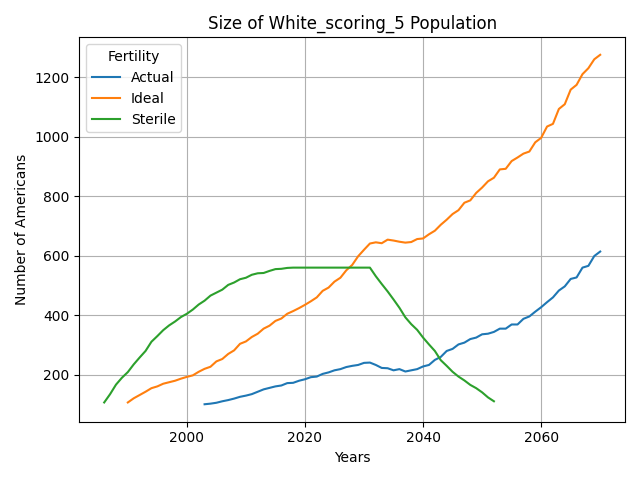 Size of White_scoring_5 Population
Fertility
Actual
Ideal
Sterile
Number of Americans
1200
1000
800
600
400
200
2000
2020
2040
2060
Years